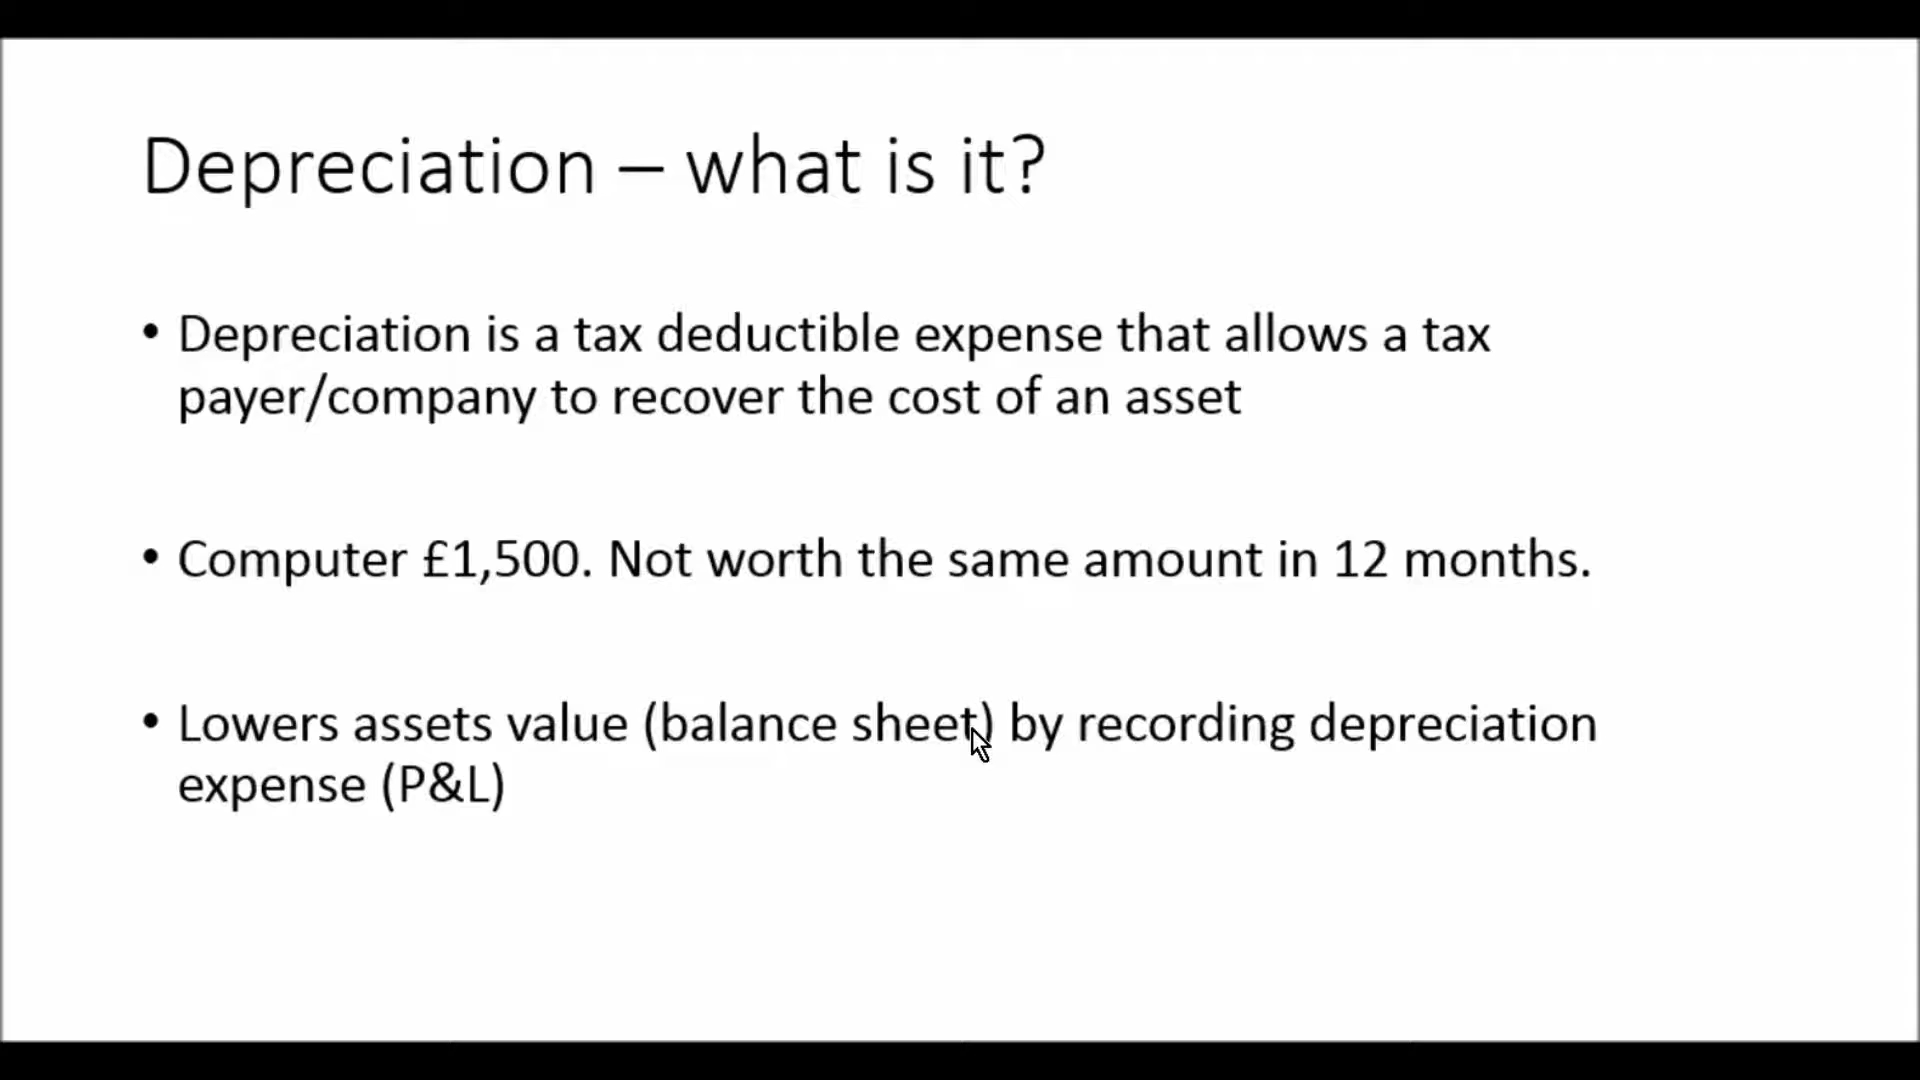 Depreciation – what is it?
• Depreciation is a tax deductible expense that allows a tax
payer/company to recover the cost of an asset
• Computer £1,500. Not worth the same amount in 12 months.
• Lowers assets value (balance sheet) by recording depreciation
expense (P&L)